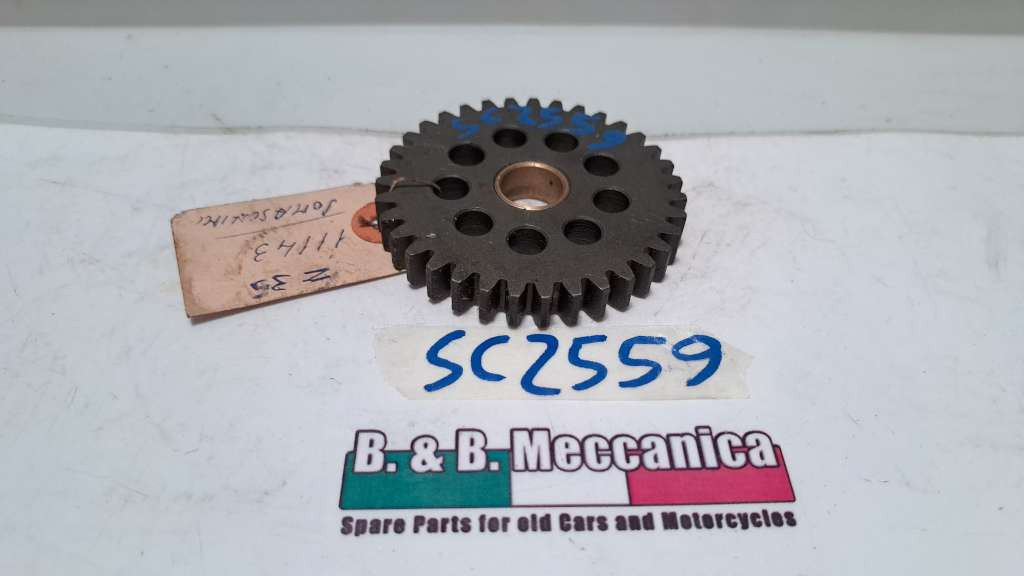 SC2559
11143
Z 35
SC2559
B. & B. Meccanica
Spare Parts for old Cars and Motorcycles